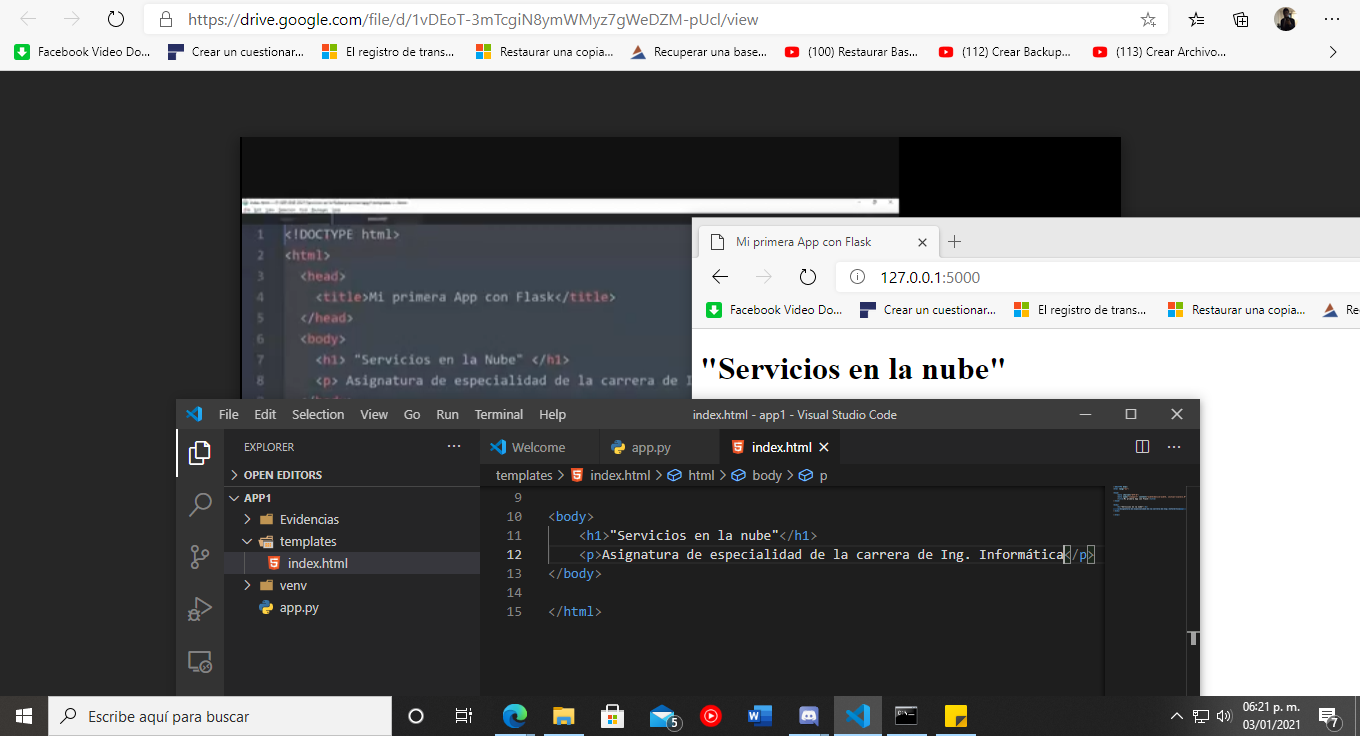 https://drive.google.com/file/d/1vDEoT-3mTcgiN8ymWMyz7gWeDZM-pUcl/view
Facebook Video Do... Crear un cuestionar... El registro de trans... Restaurar una copia... Recuperar una base... (100) Restaurar Bas... (112) Crear Backup... (113) Crear Archivo...
1 <!DOCTYPE html>
2 <html>
3 <head>
4 <title>Mi primera App con Flask</title>
5 </head>
6 <body>
7 <h1> "Servicios en la Nube" </h1>
8 <p> Asignatura de especialidad de la carrera de I
Mi primera App con Flask
127.0.0.1:5000
Facebook Video Do... Crear un cuestionar... El registro de trans... Restaurar una copia... Re
"Servicios en la nube"
File Edit Selection View Go Run Terminal Help index.html - app1 - Visual Studio Code
EXPLORER
OPEN EDITORS
APP1
Evidencias
templates
index.html
venv
app.py
Welcome app.py index.html
templates > index.html > html > body > p
9
10 <body>
11 <h1>"Servicios en la nube"</h1>
12 <p>Asignatura de especialidad de la carrera de Ing. Informática</p>
13 </body>
14
15 </html>
T
Escribe aquí para buscar
5
06:21 p. m.
03/01/2021
7